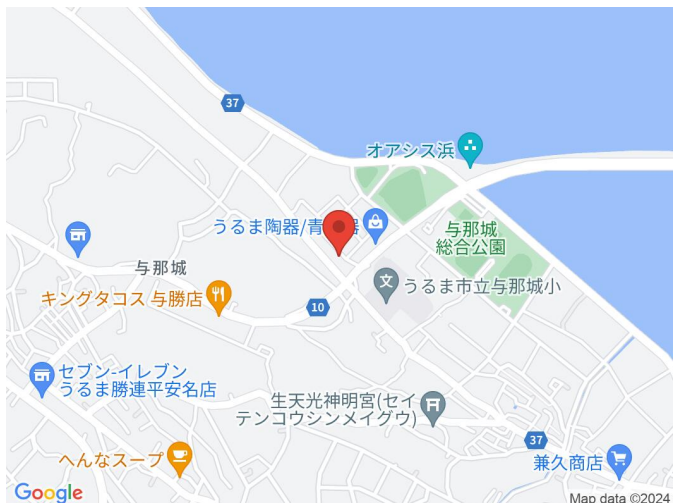 37
オアシス浜
うるま陶器/青
器
与那城
総合公園
与那城
うるま市立与那城小
キングタコス 与勝店
10
セブン-イレブン
うるま勝連平安名店
生天光神明宮(セイ
テンコウシンメイグウ)
37
へんなスープ
兼久商店
Google
Map data ©2024